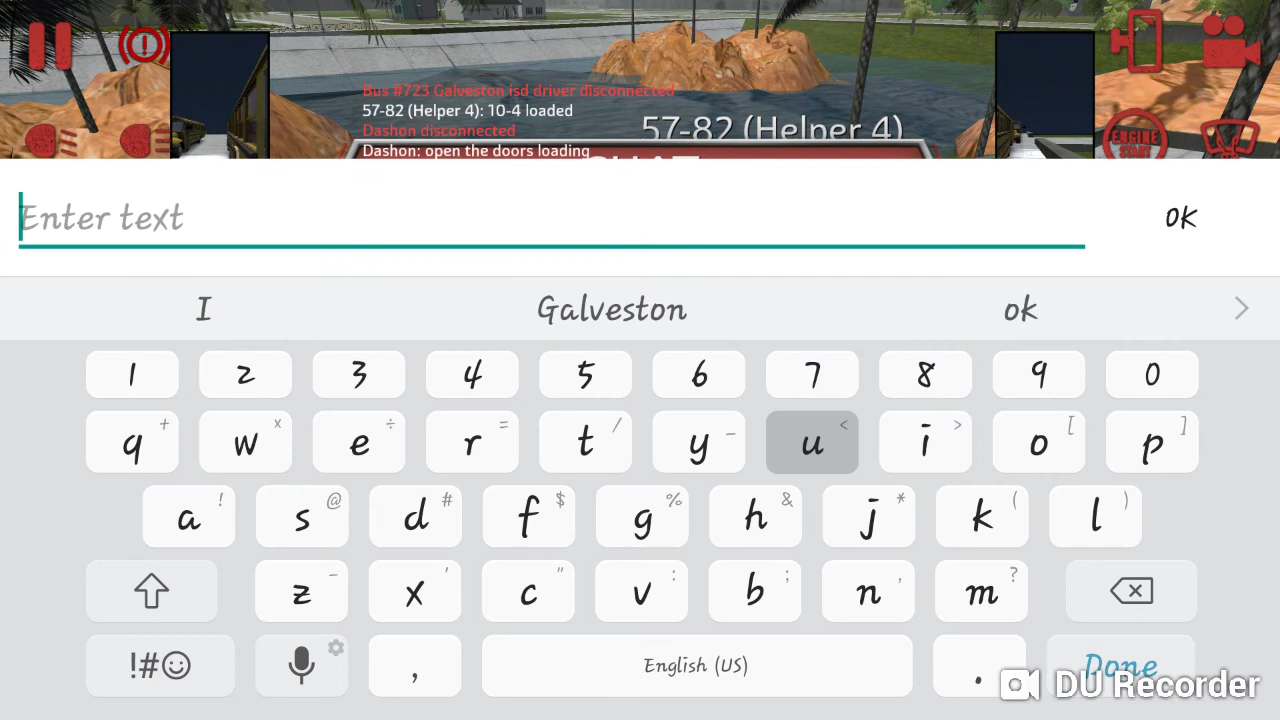 Bus #723 Galveston isd driver disconnected
57-82 (Helper 4): 10-4 loaded
Dashon disconnected
57-82 (Helper 4)
Dashon: open the doors loading
CHAT
ENGINE START
Enter text
OK
I Galveston ok
1 2 3 4 5 6 7 8 9 0
q + w x e ÷ r = t / y _ u < i > o [ p ]
a ! s @ d # f $ g % h & j * k ( l )
z - x ' c " v : b ; n , m ?
!#☺ , English (US) . Done
DU Recorder